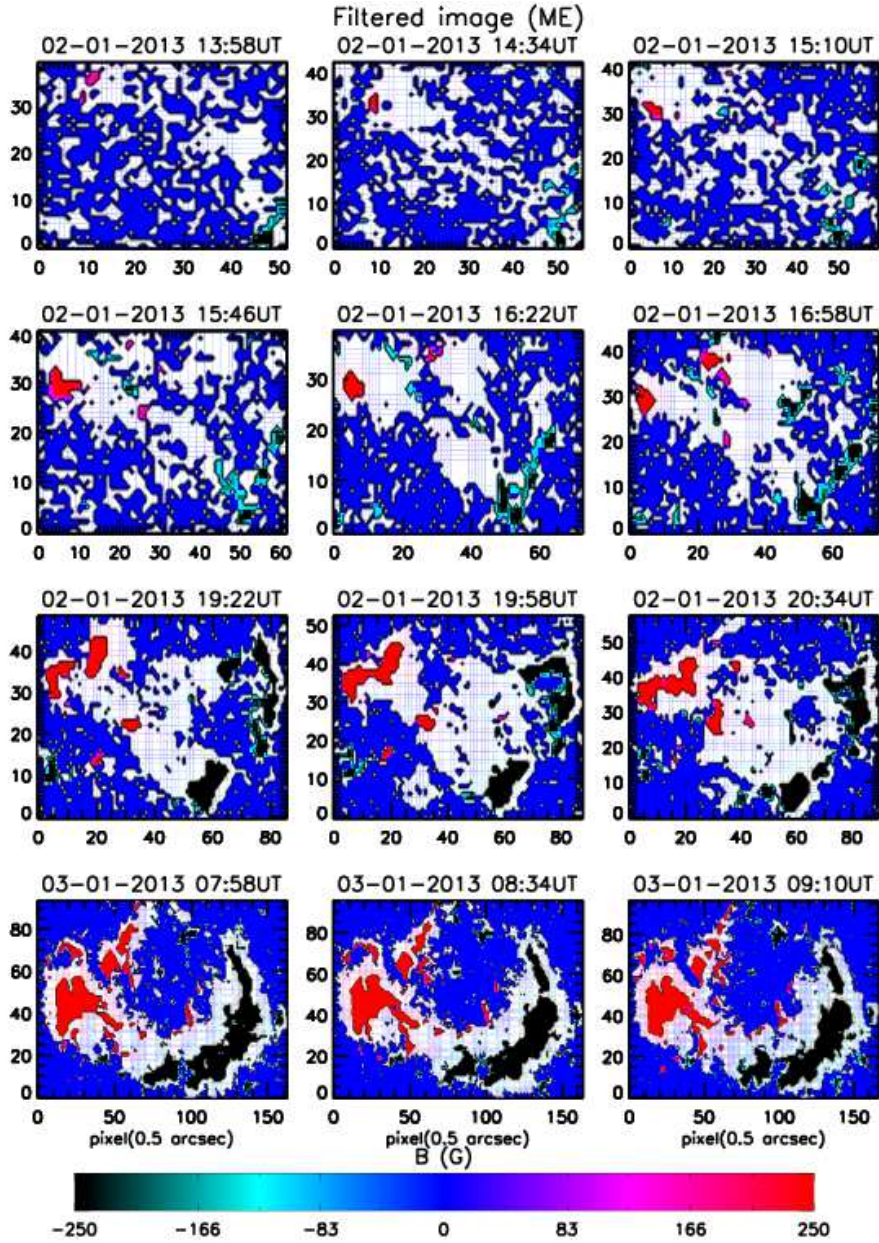 Filtered image (ME)
02-01-2013 13:58UT 02-01-2013 14:34UT 02-01-2013 15:10UT
30 30 40
20 20 30
10 10 20
0 0 10
0
0 10 20 30 40 50 0 10 20 30 40 50 0 10 20 30 40 50
02-01-2013 15:46UT 02-01-2013 16:22UT 02-01-2013 16:58UT
40 40 40
30 30 30
20 20 20
10 10 10
0 0 0
0 10 20 30 40 50 60 0 20 40 60 0 20 40 60
02-01-2013 19:22UT 02-01-2013 19:58UT 02-01-2013 20:34UT
40 50 50
30 40 40
20 30 30
10 20 20
0 10 10
0 0
0 20 40 60 80 0 20 40 60 80 0 20 40 60 80
03-01-2013 07:58UT 03-01-2013 08:34UT 03-01-2013 09:10UT
80 80 80
60 60 60
40 40 40
20 20 20
0 0 0
0 50 100 150 0 50 100 150 0 50 100 150
pixel(0.5 arcsec) pixel(0.5 arcsec) pixel(0.5 arcsec)
B (G)
-250 -166 -83 0 83 166 250